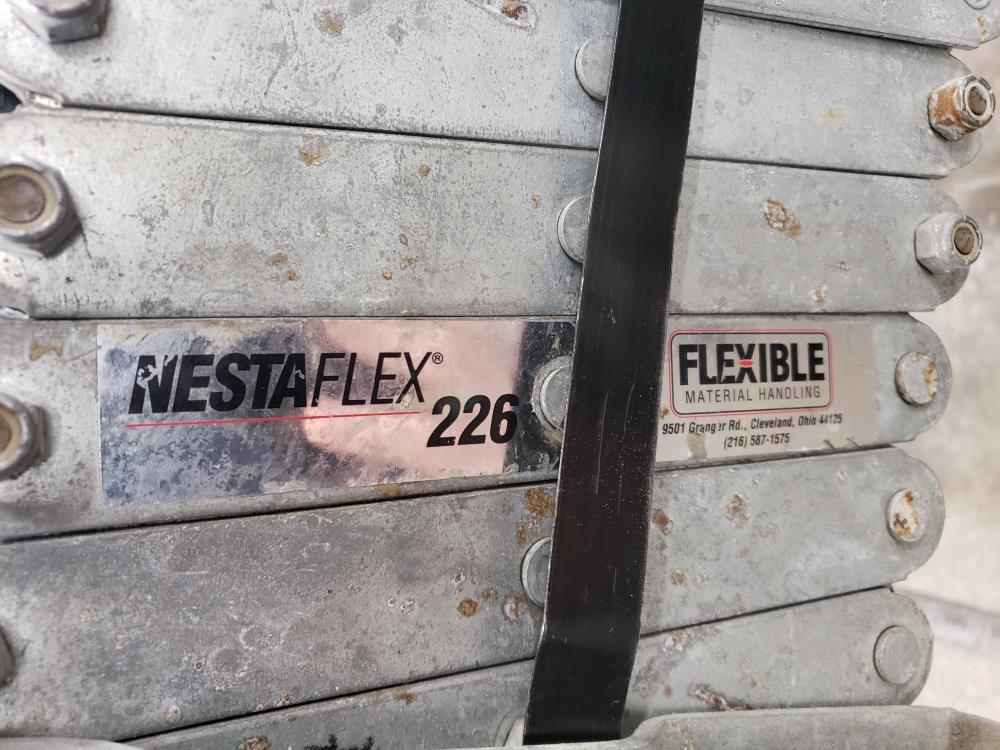 NESTAFLEX®
226
FLEXIBLE
MATERIAL HANDLING
9501 Granger Rd., Cleveland, Ohio 44125
(216) 587-1575